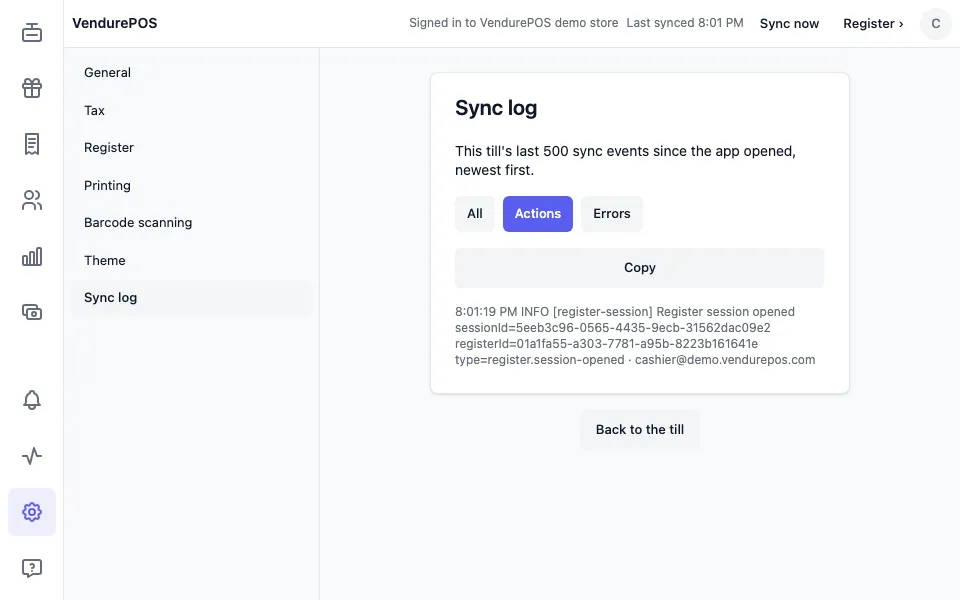 VendurePOS
Signed in to VendurePOS demo store Last synced 8:01 PM Sync now Register › C
General
Tax
Register
Printing
Barcode scanning
Theme
Sync log
Sync log
This till's last 500 sync events since the app opened,
newest first.
All Actions Errors
Copy
8:01:19 PM INFO [register-session] Register session opened
sessionId=5eeb3c96-0565-4435-9ecb-31562dac09e2
registerId=01a1fa55-a303-7781-a95b-8223b161641e
type=register.session-opened · cashier@demo.vendurepos.com
Back to the till